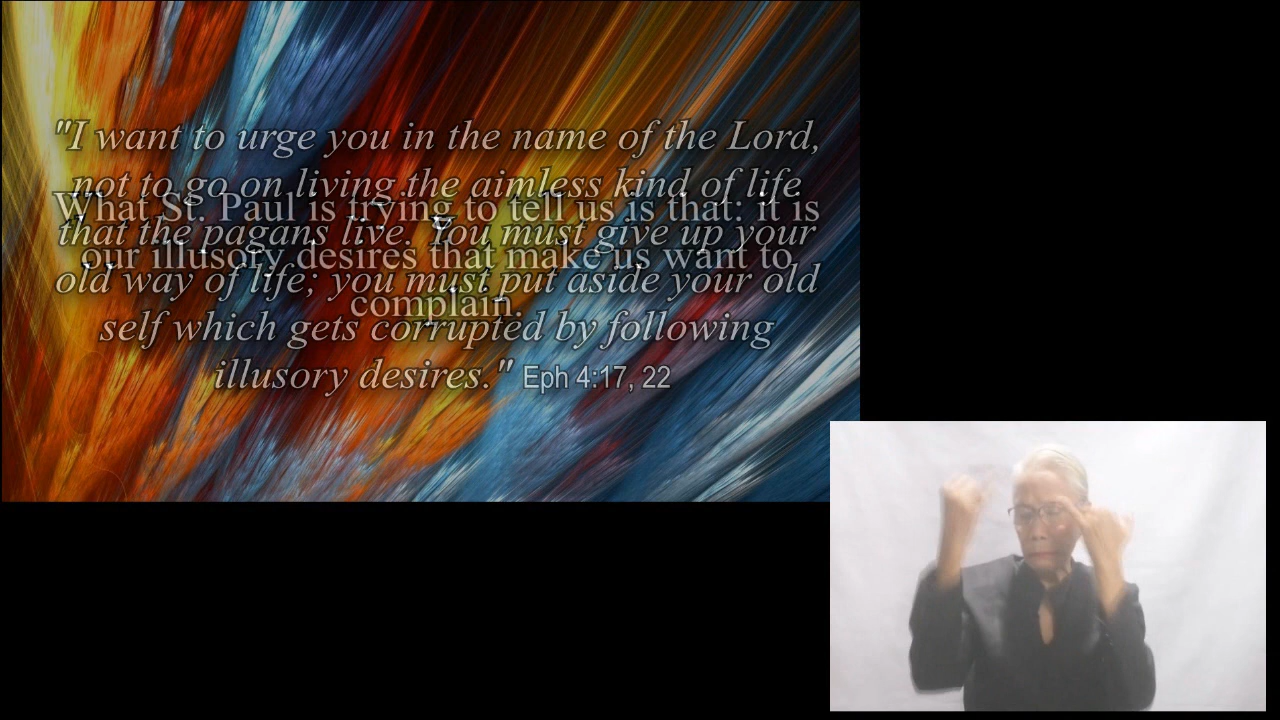 "I want to urge you in the name of the Lord,
not to go on living the aimless kind of life
that the pagans live. You must give up your
old way of life; you must put aside your old
self which gets corrupted by following
illusory desires." Eph 4:17, 22
What St. Paul is trying to tell us is that: it is
our illusory desires that make us want to
complain.